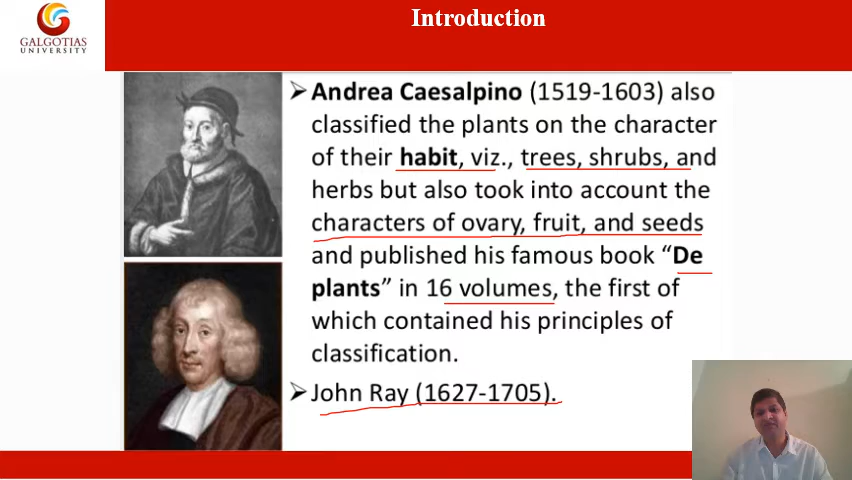 Introduction
GALGOTIAS
UNIVERSITY
➢ Andrea Caesalpino (1519-1603) also
classified the plants on the character
of their habit, viz., trees, shrubs, and
herbs but also took into account the
characters of ovary, fruit, and seeds
and published his famous book “De
plants” in 16 volumes, the first of
which contained his principles of
classification.
➢ John Ray (1627-1705).